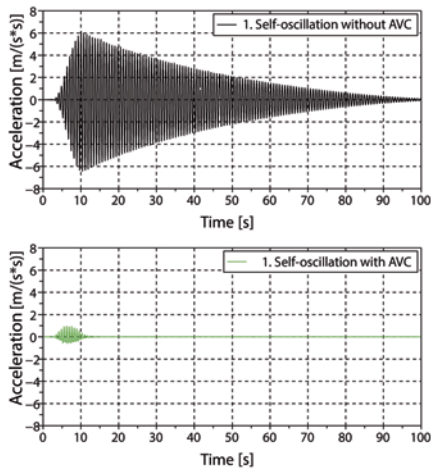 1. Self-oscillation without AVC
Acceleration [m/(s*s)]
8
6
4
2
0
−2
−4
−6
−8
0 10 20 30 40 50 60 70 80 90 100
Time [s]
1. Self-oscillation with AVC
Acceleration [m/(s*s)]
8
6
4
2
0
−2
−4
−6
−8
0 10 20 30 40 50 60 70 80 90 100
Time [s]